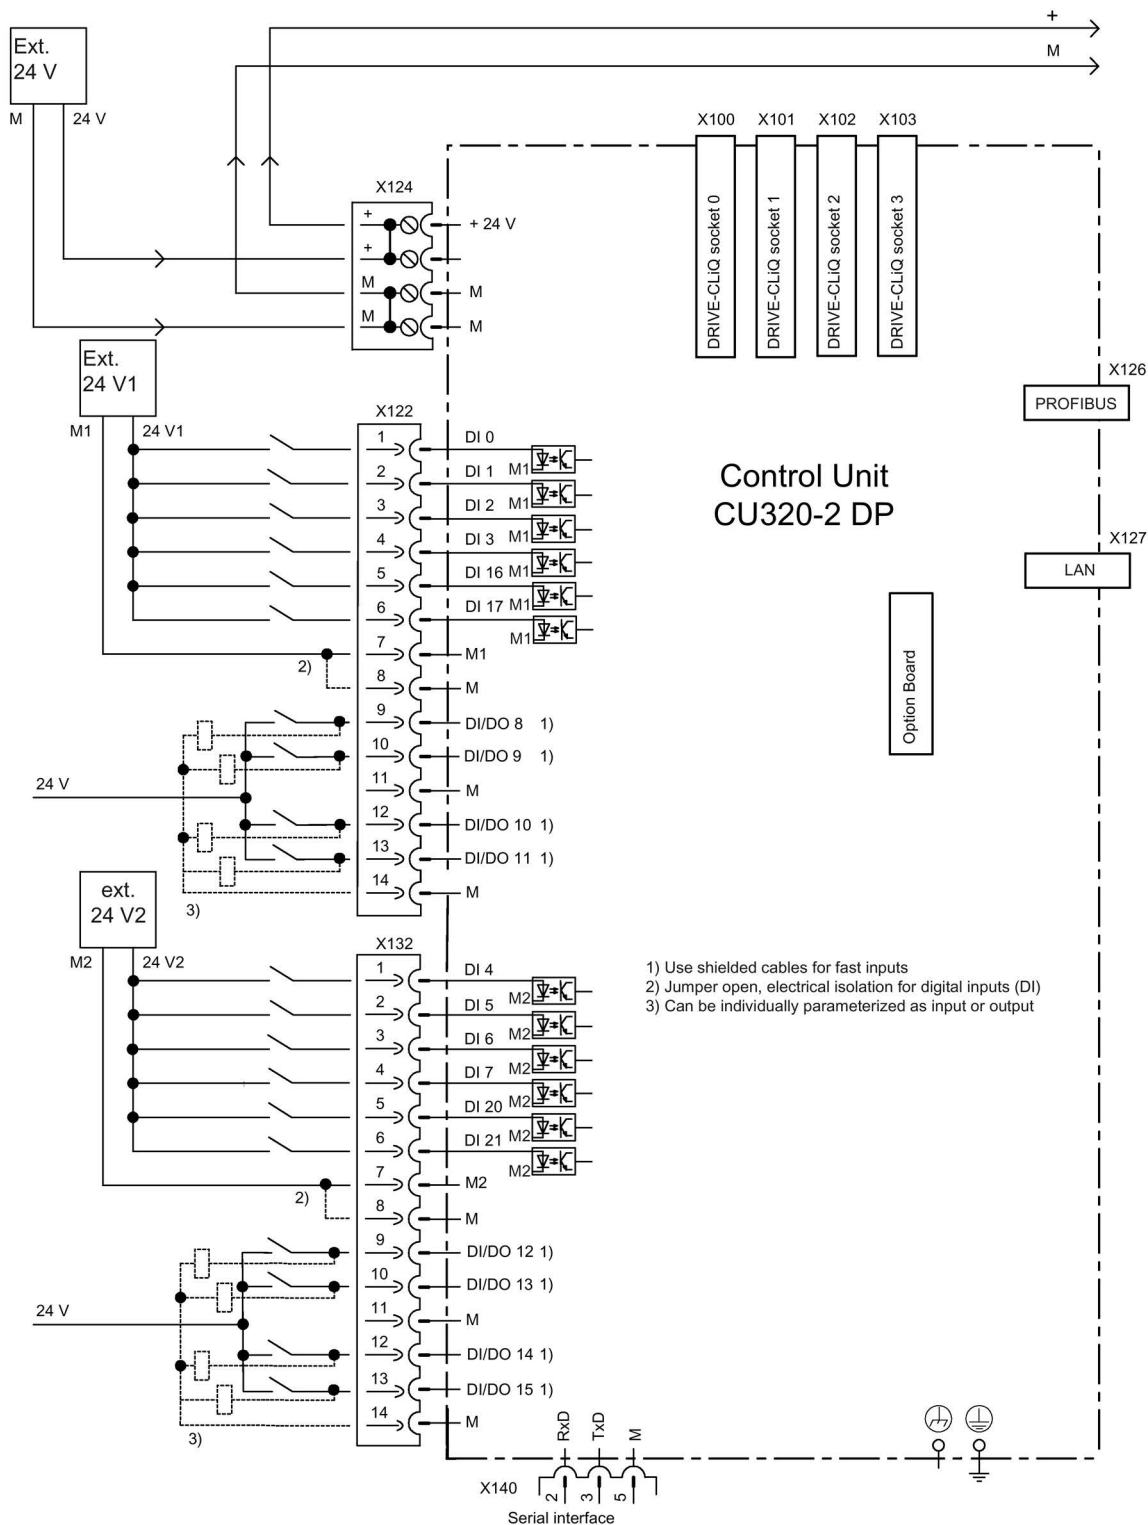 +
M
Ext.
24 V
M
24 V
X100
X101
X102
X103
DRIVE-CLiQ socket 0
DRIVE-CLiQ socket 1
DRIVE-CLiQ socket 2
DRIVE-CLiQ socket 3
X124
+
+ 24 V
+
M
M
M
M
Ext.
24 V1
M1
24 V1
X126
PROFIBUS
Control Unit
CU320-2 DP
X127
LAN
Option Board
X122
1
DI 0
M1
2
DI 1
M1
3
DI 2
M1
4
DI 3
M1
5
DI 16
M1
6
DI 17
M1
7
M1
2)
8
M
9
DI/DO 8 1)
10
DI/DO 9 1)
24 V
11
M
12
DI/DO 10 1)
13
DI/DO 11 1)
14
M
3)
ext.
24 V2
M2
24 V2
X132
1
DI 4
M2
2
DI 5
M2
3
DI 6
M2
4
DI 7
M2
5
DI 20
M2
6
DI 21
M2
7
M2
2)
8
M
9
DI/DO 12 1)
10
DI/DO 13 1)
24 V
11
M
12
DI/DO 14 1)
13
DI/DO 15 1)
14
M
3)
1) Use shielded cables for fast inputs
2) Jumper open, electrical isolation for digital inputs (DI)
3) Can be individually parameterized as input or output
RxD
TxD
M
X140
2
3
5
Serial interface